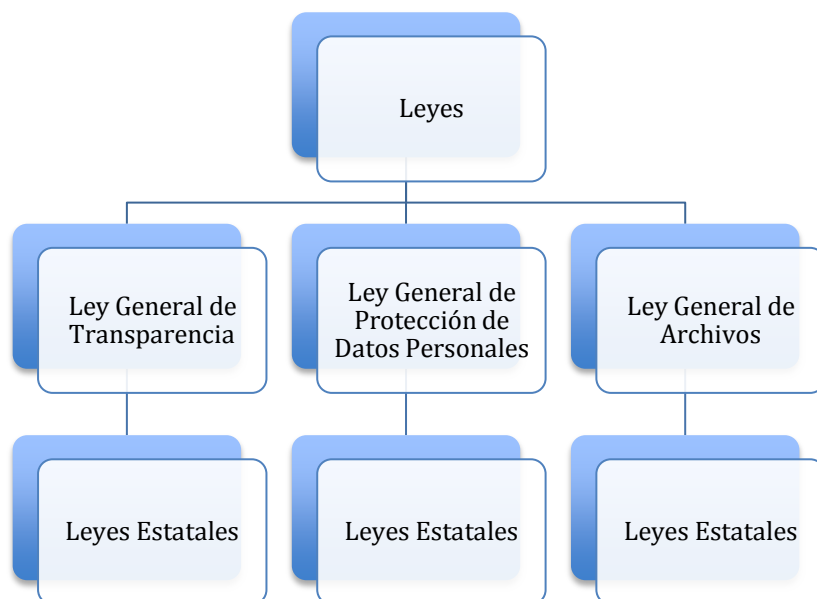 Leyes
Ley General de
Transparencia
Ley General de
Protección de
Datos Personales
Ley General de
Archivos
Leyes Estatales
Leyes Estatales
Leyes Estatales